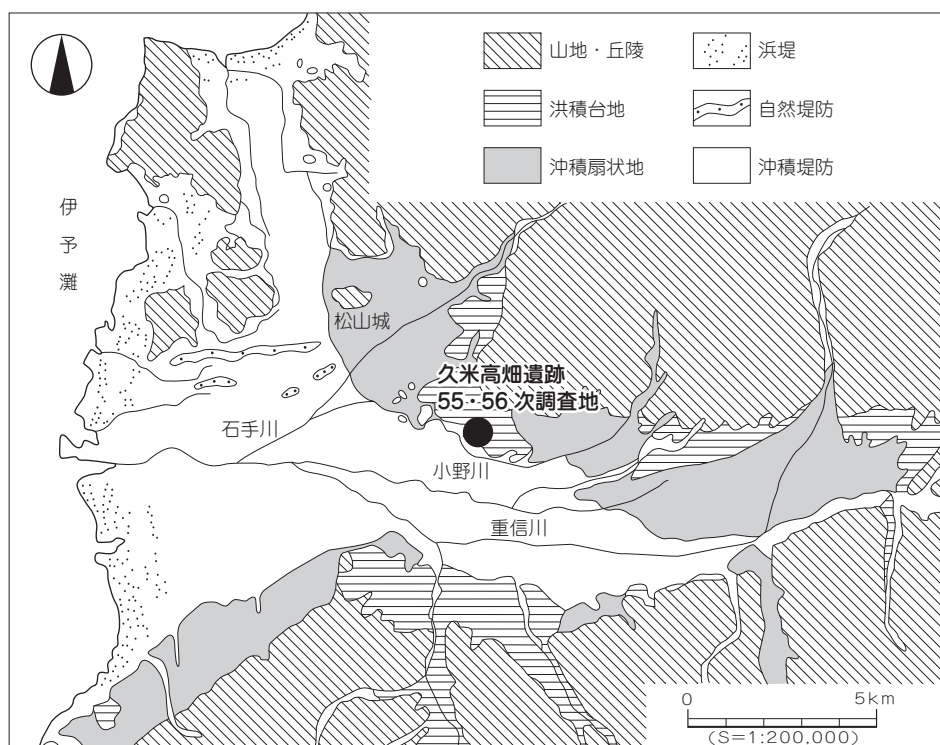 山地・丘陵
浜堤
洪積台地
自然堤防
沖積扇状地
沖積堤防
伊予灘
松山城
久米高畑遺跡
55・56次調査地
石手川
小野川
重信川
0 5km
(S=1:200,000)